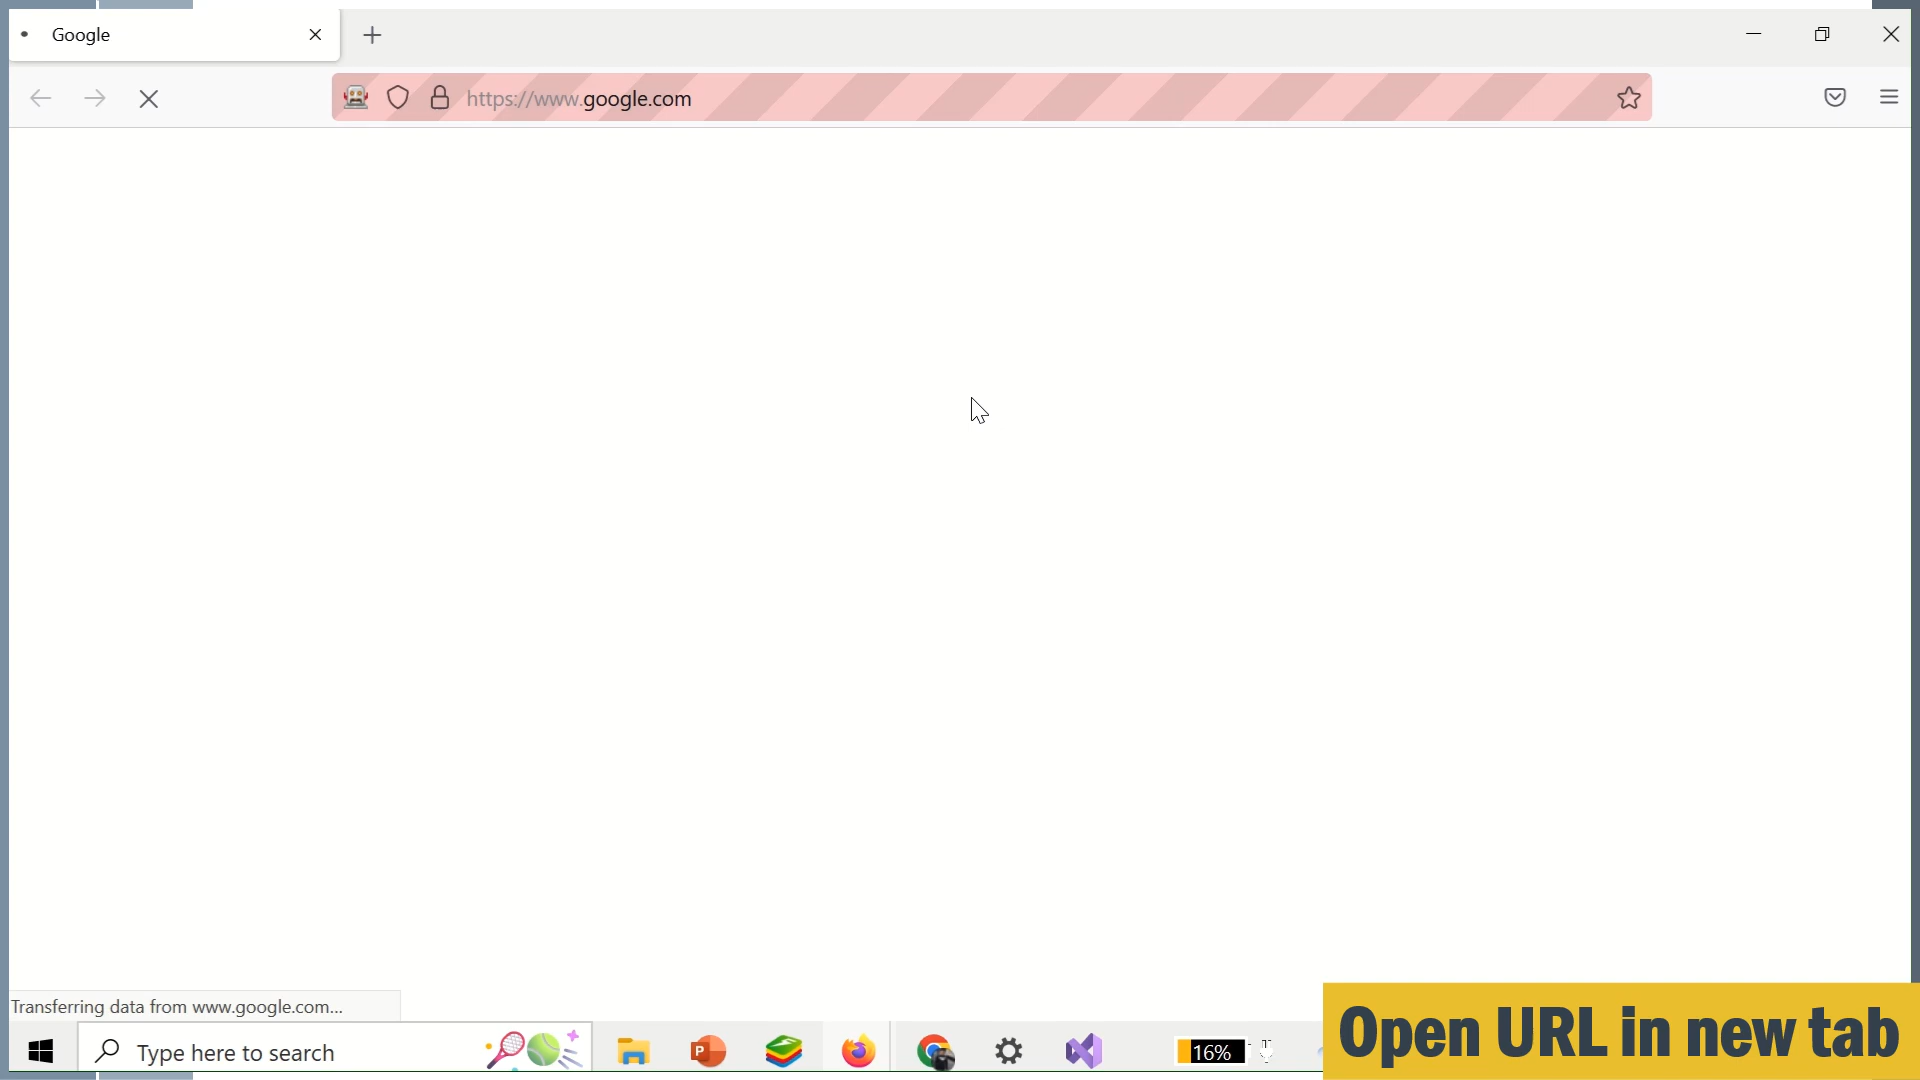 Google
https://www.google.com
Transferring data from www.google.com...
Type here to search
P
16%
Open URL in new tab